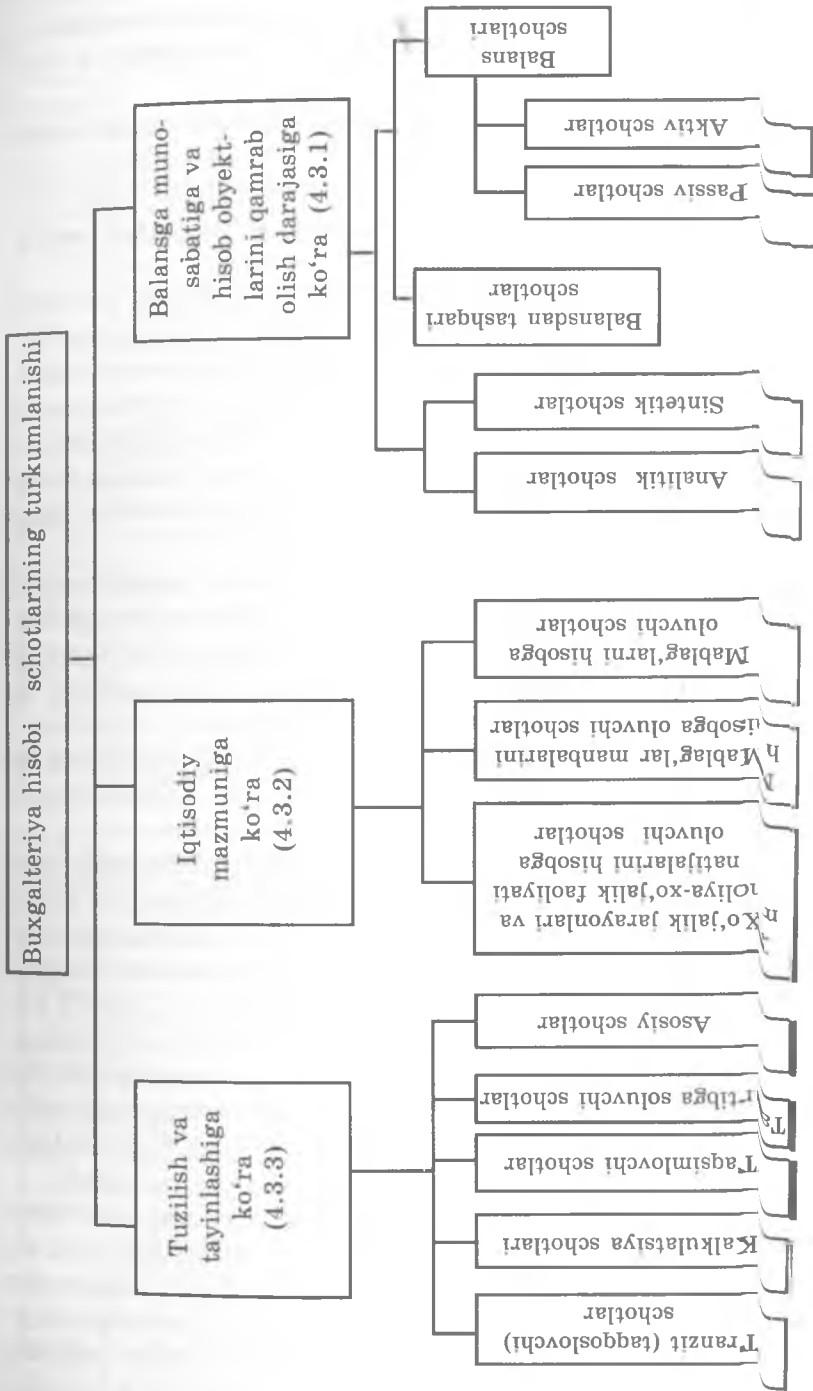 Buxgalteriya hisobi schotlarining turkumlanishi
Tuzilish va
tayinlashiga
ko‘ra
(4.3.3)
Iqtisodiy
mazmuniga
ko‘ra
(4.3.2)
Balansga muno-
sabatiga va
hisob obyekt-
larini qamrab
olish darajasiga
ko‘ra (4.3.1)
Tranzit (taqqoslovchi)
schotlar
Kalkulatsiya schotlari
Taqsimlovchi schotlar
rtibga soluvchi schotlar
Asosiy schotlar
Xo‘jalik jarayonlari va
moliya-xo‘jalik faoliyati
natijalarini hisobga
oluvchi schotlar
Mablag‘lar manbalarini
hisobga oluvchi schotlar
Mablag‘larni hisobga
oluvchi schotlar
Analitik schotlar
Sintetik schotlar
Balansdan tashqari
schotlar
Passiv schotlar
Aktiv schotlar
Balans
schotlari